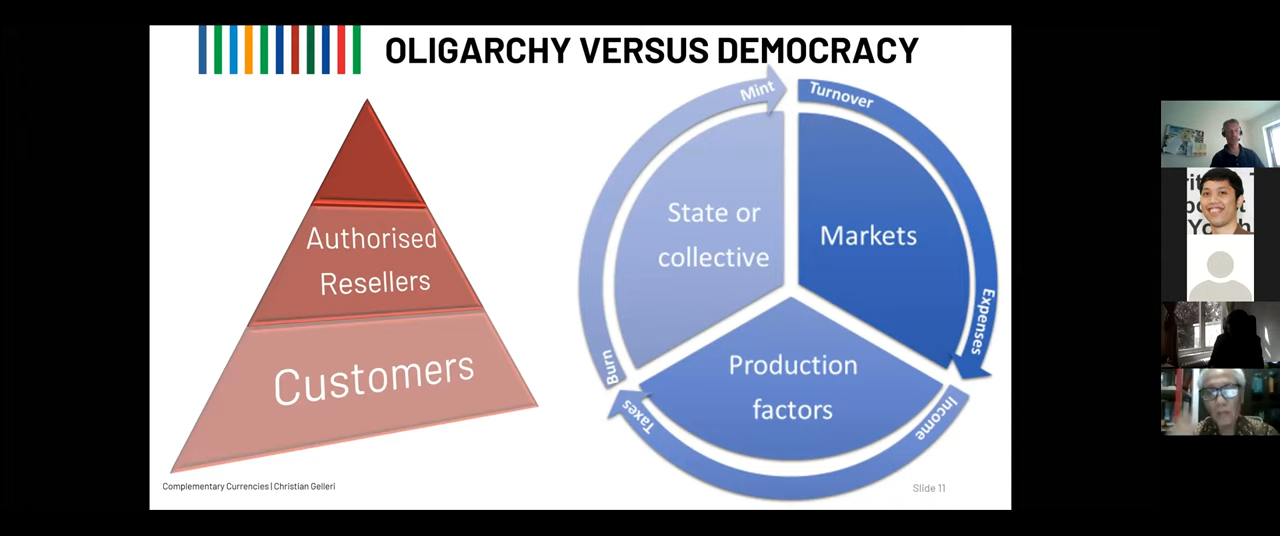 OLIGARCHY VERSUS DEMOCRACY
Authorised
Resellers
Customers
Mint
Turnover
State or
collective
Markets
Expenses
Production
factors
Burn
Taxes
Income
Complementary Currencies | Christian Gelleri
Slide 11